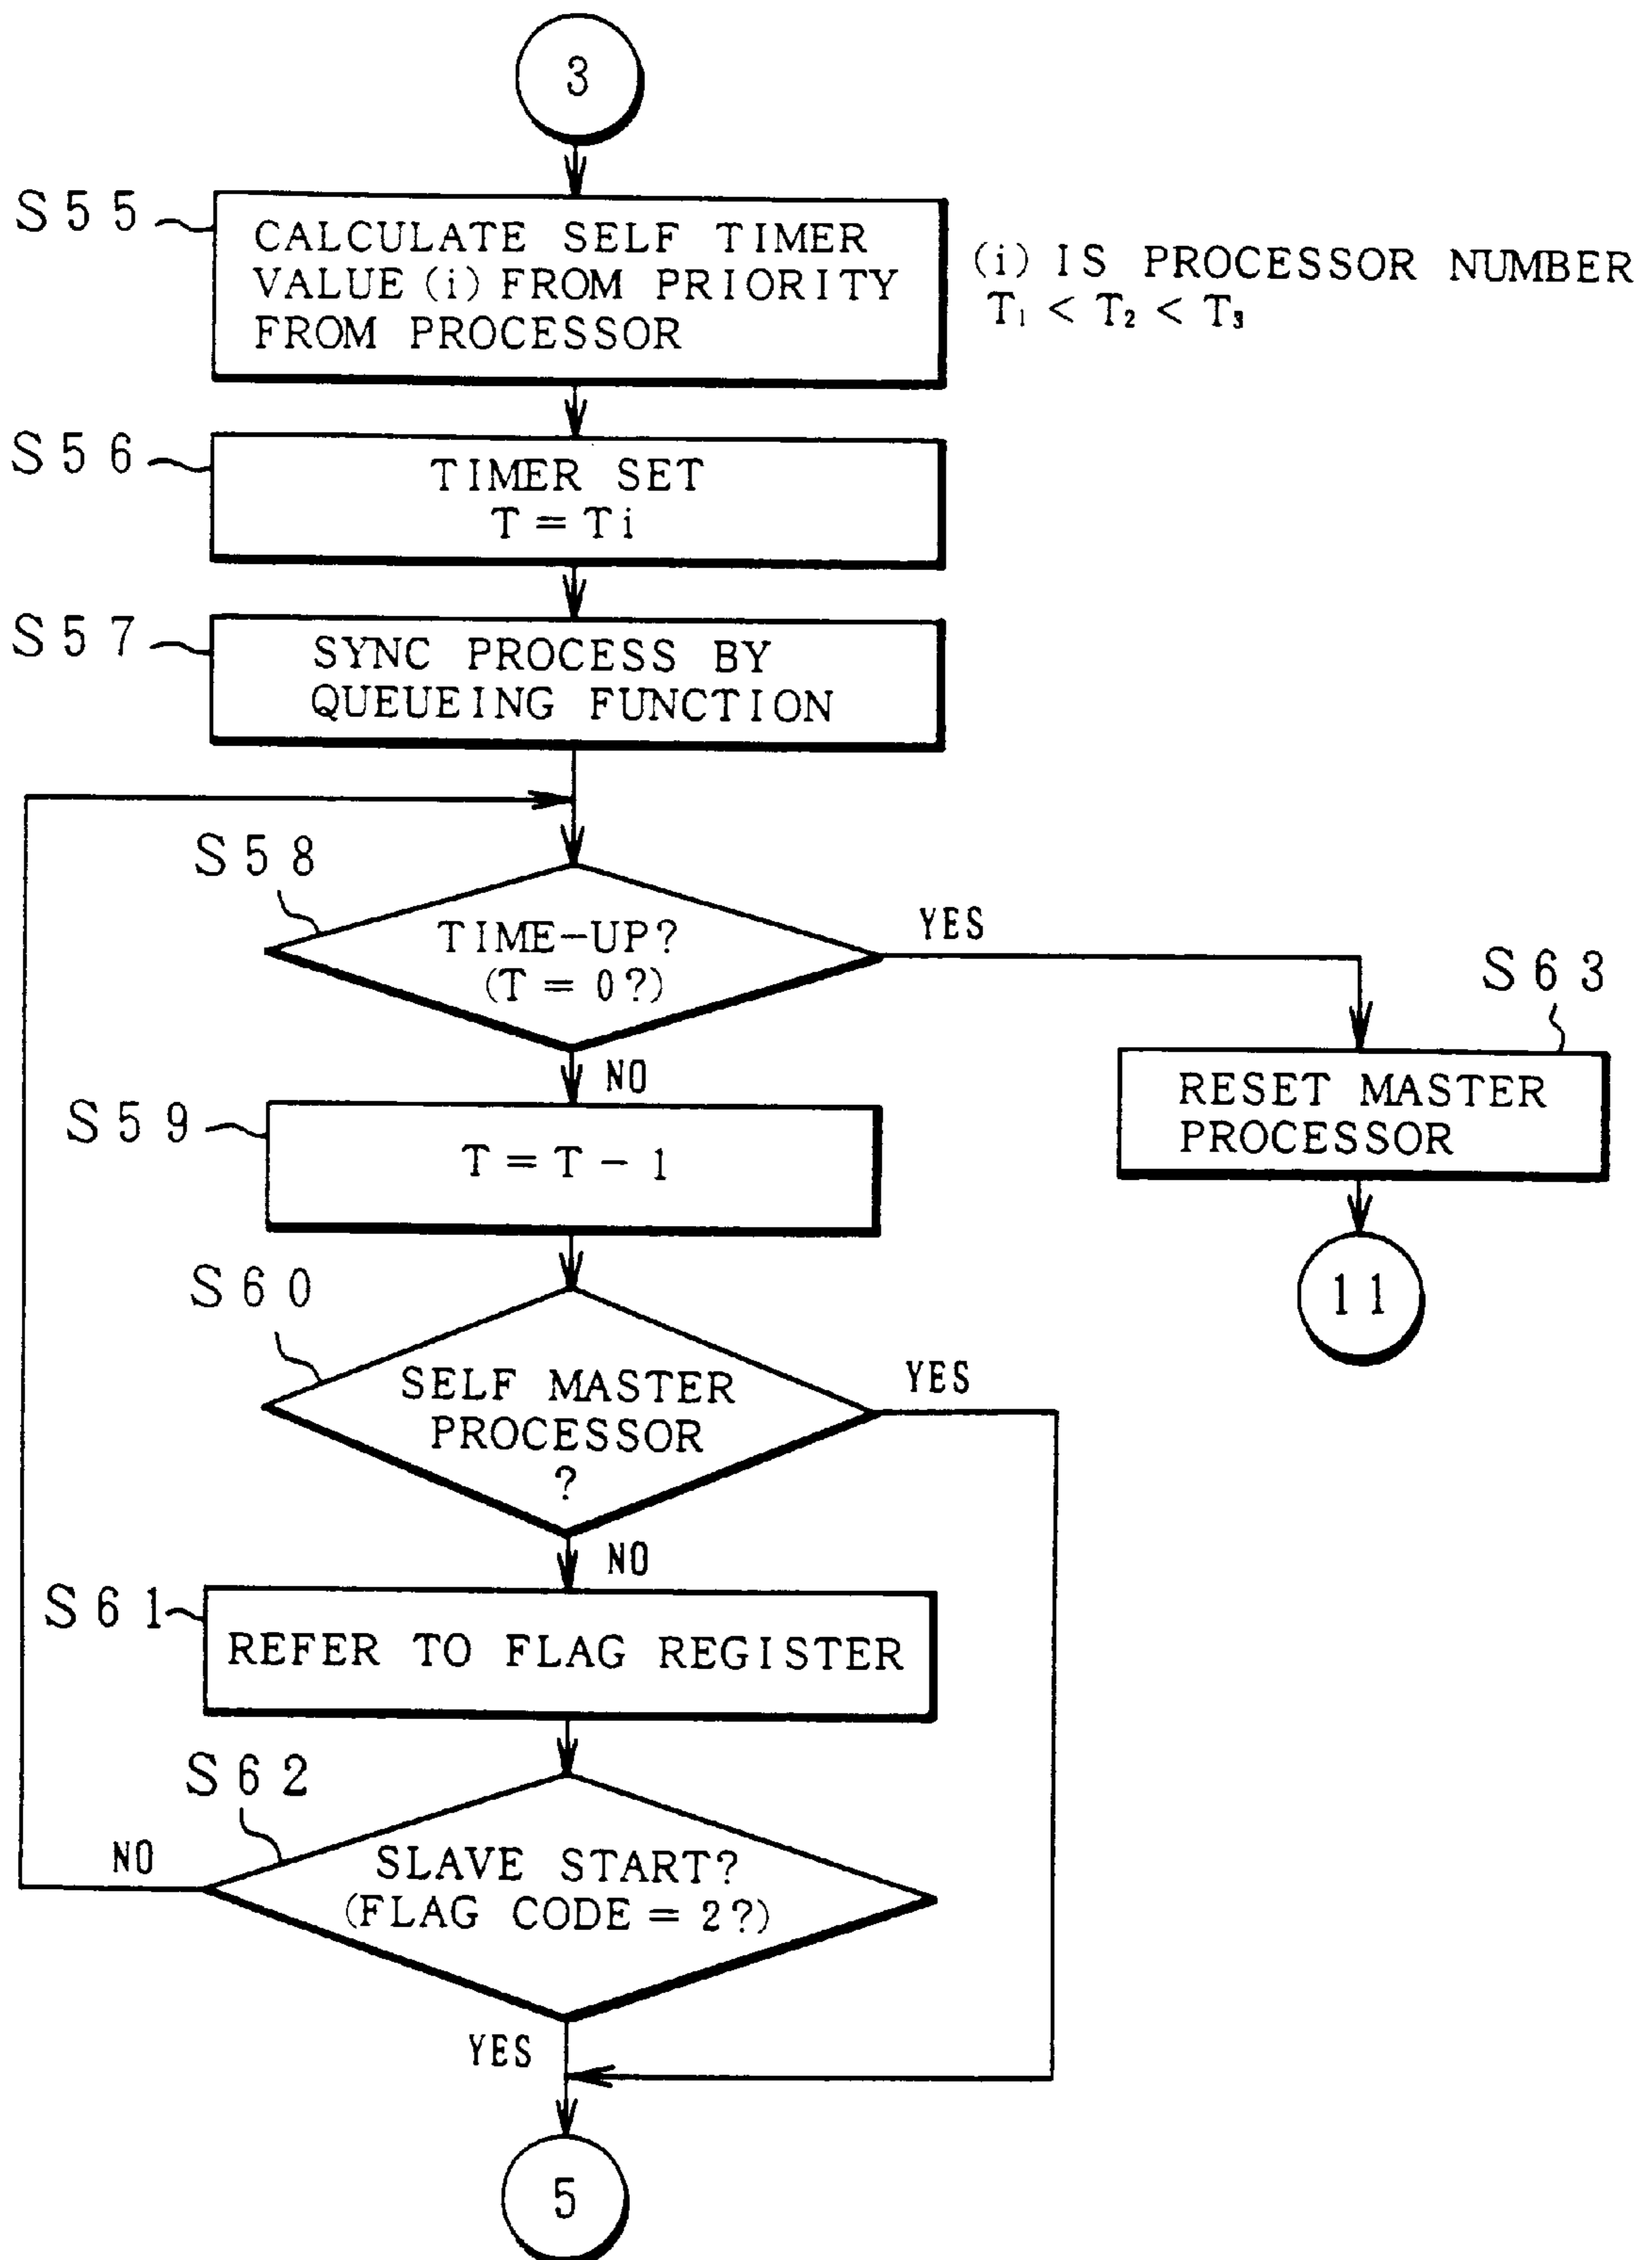 3
S55
CALCULATE SELF TIMER
VALUE (i) FROM PRIORITY
FROM PROCESSOR
(i) IS PROCESSOR NUMBER
T₁ < T₂ < T₃
S56
TIMER SET
T = Ti
S57
SYNC PROCESS BY
QUEUEING FUNCTION
S58
TIME-UP?
(T = 0?)
YES
NO
S63
RESET MASTER
PROCESSOR
11
S59
T = T - 1
S60
SELF MASTER
PROCESSOR
?
YES
NO
S61
REFER TO FLAG REGISTER
S62
SLAVE START?
(FLAG CODE = 2?)
NO
YES
5